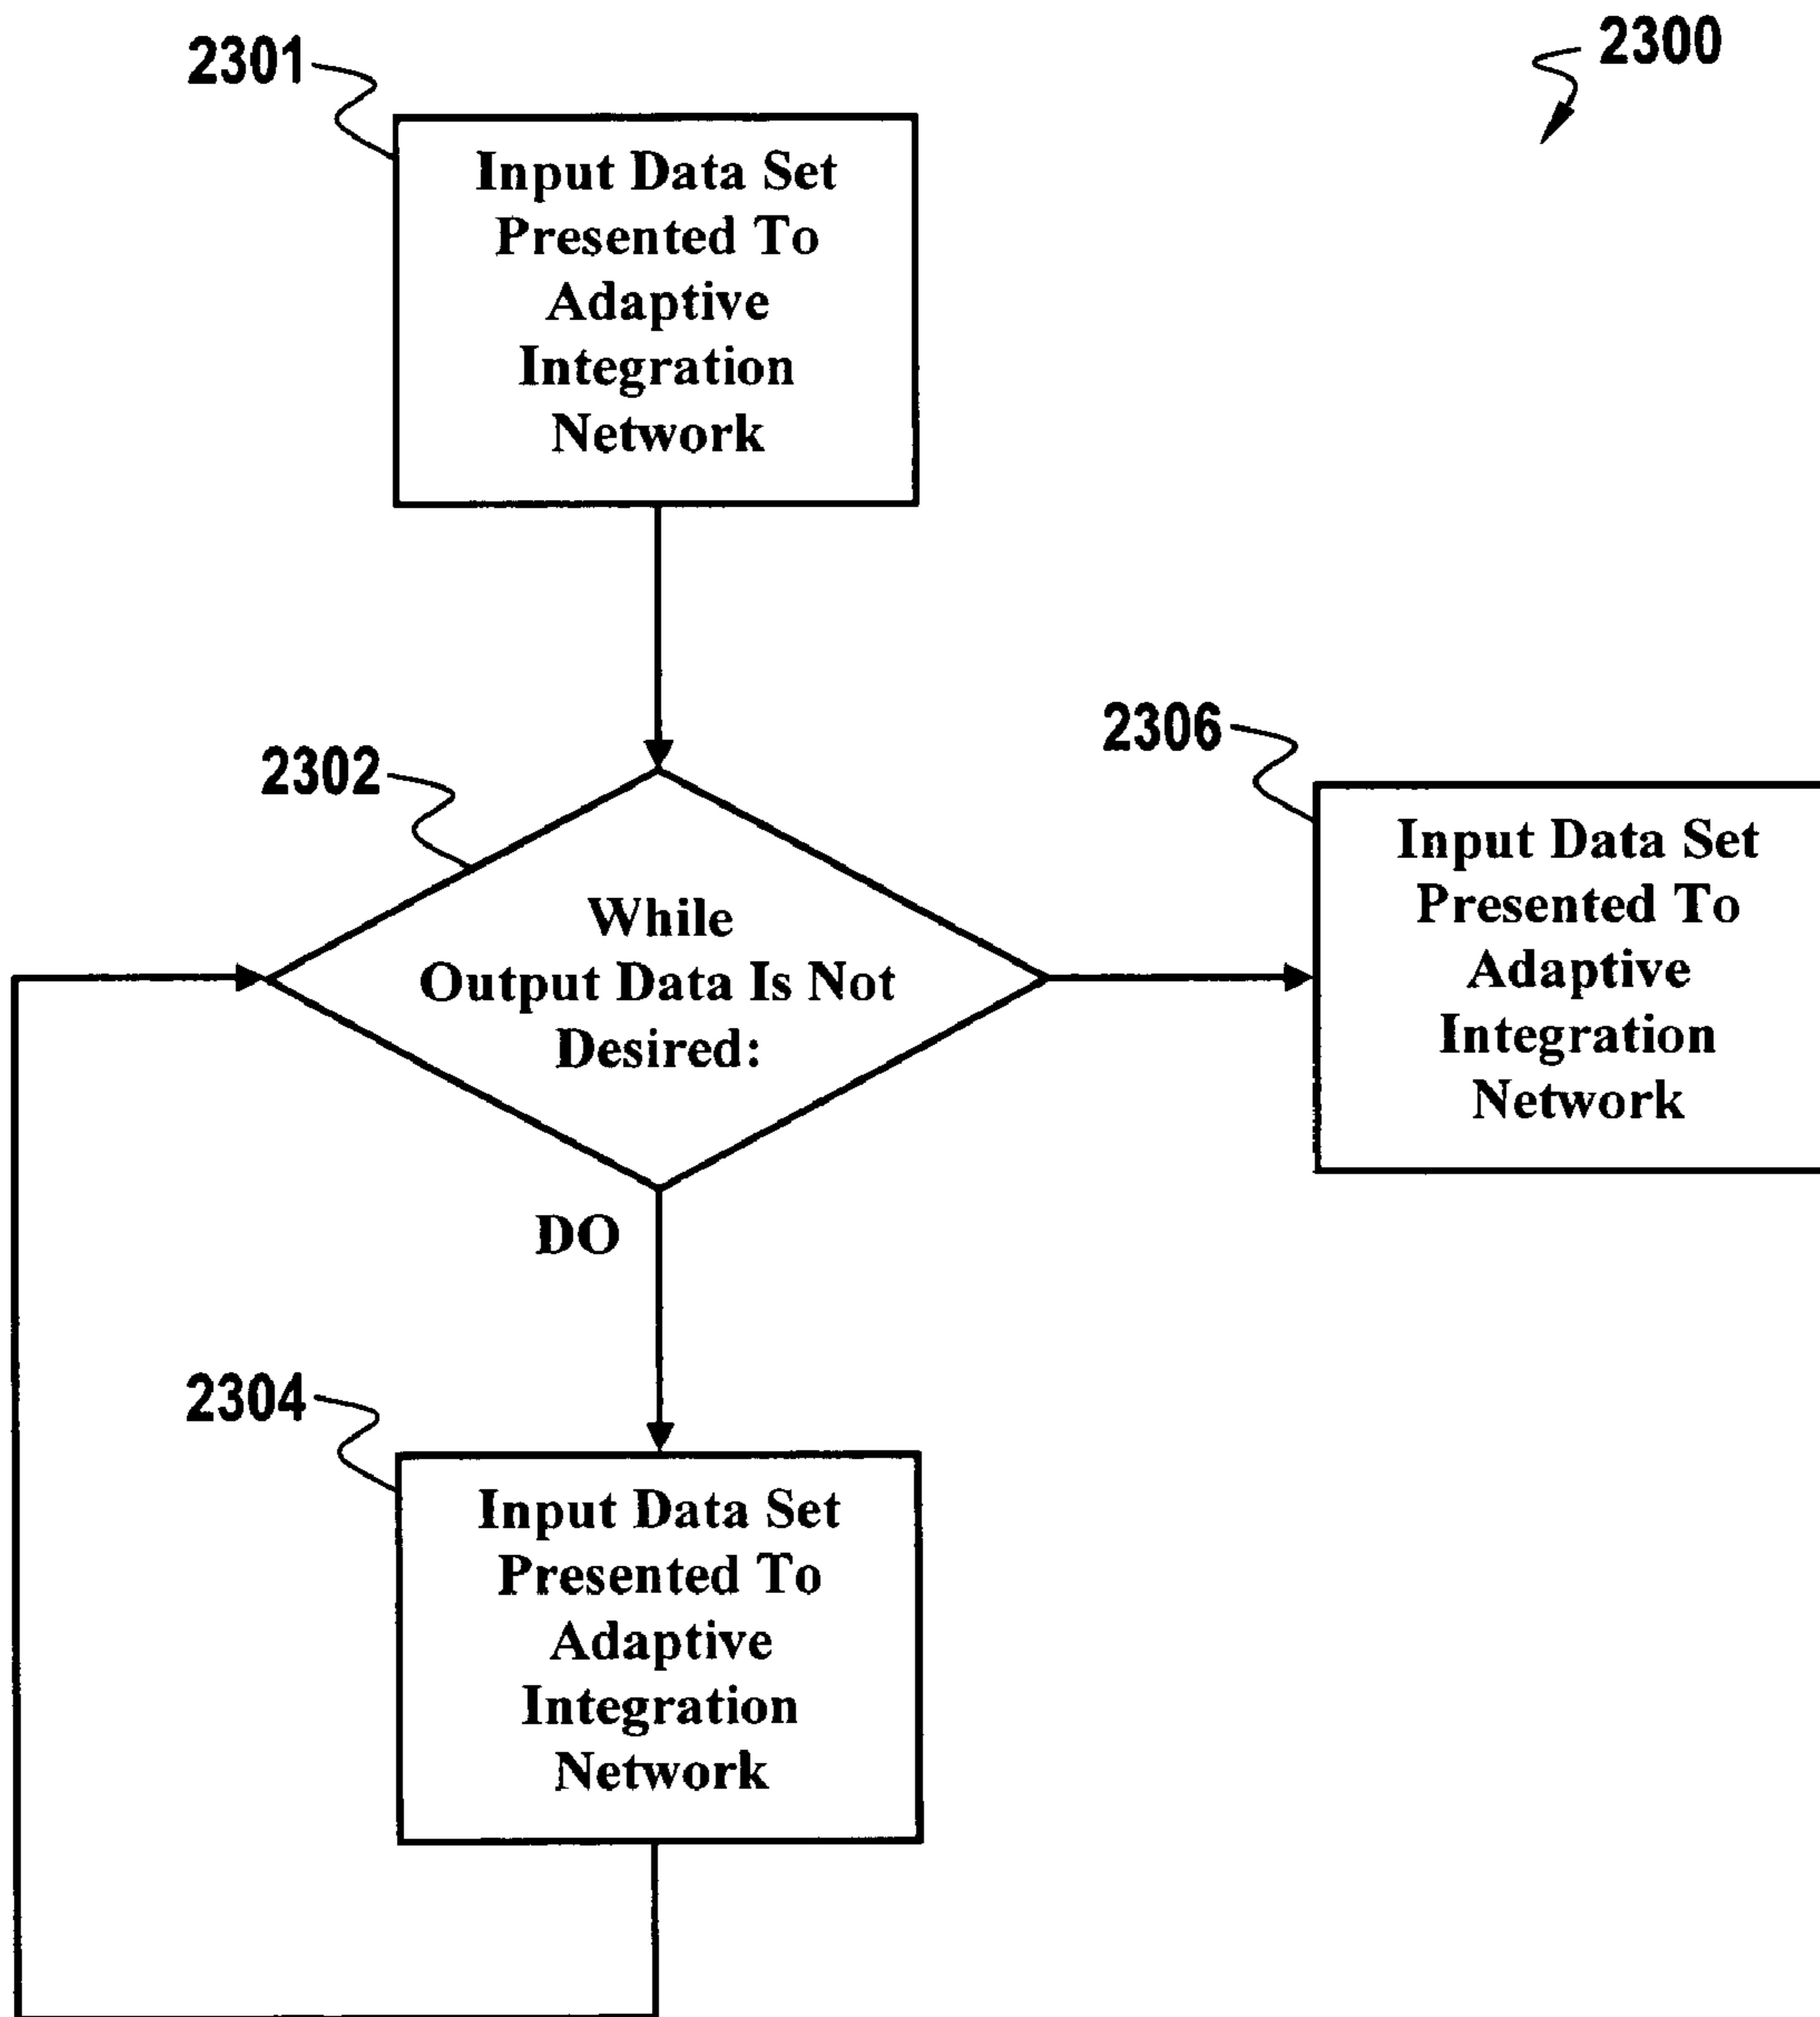 2300
2301
Input Data Set
Presented To
Adaptive
Integration
Network
2302
While
Output Data Is Not
Desired:
2306
Input Data Set
Presented To
Adaptive
Integration
Network
DO
2304
Input Data Set
Presented To
Adaptive
Integration
Network